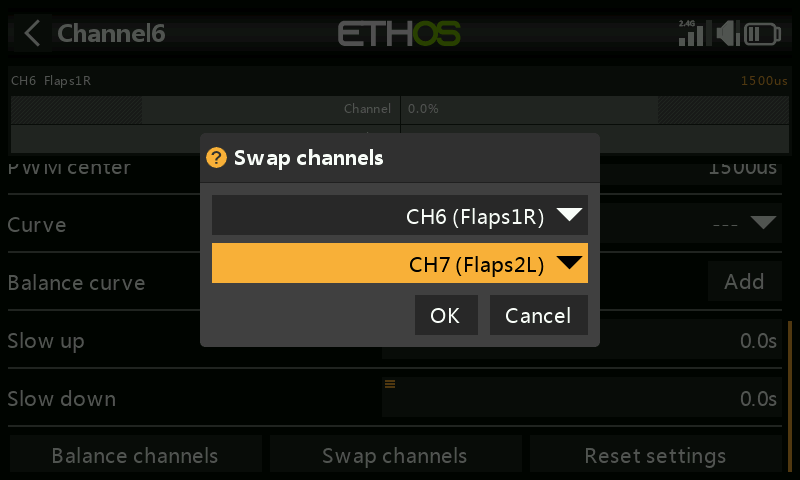 Channel6
ETHOS
2.4G
CH6 Flaps1R
1500us
Channel 0.0%
Swap channels
PWM center 1500us
CH6 (Flaps1R)
Curve ---
CH7 (Flaps2L)
Balance curve Add
OK Cancel
Slow up 0.0s
Slow down 0.0s
Balance channels Swap channels Reset settings